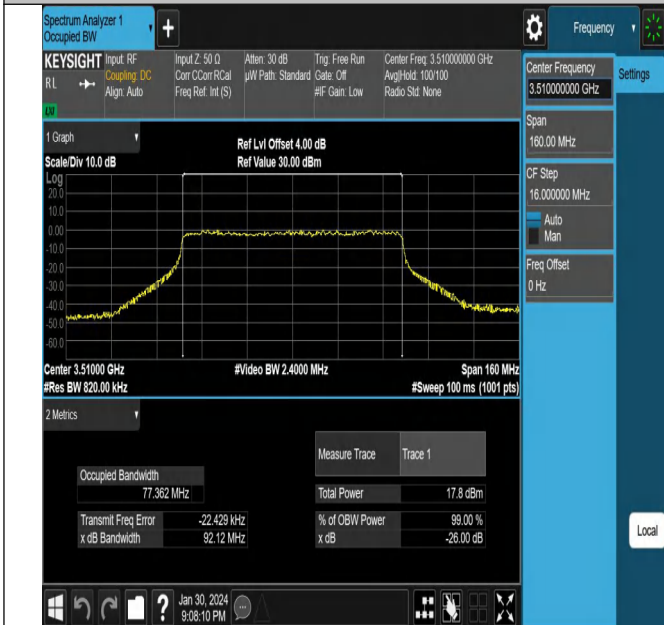 Spectrum Analyzer 1
Occupied BW
+
Frequency
KEYSIGHT
RL
LXI
Input: RF
Coupling: DC
Align: Auto
Input Z: 50 Ω
Corr CCorr RCal
Freq Ref: Int (S)
Atten: 30 dB
µW Path: Standard
Trig: Free Run
Gate: Off
#IF Gain: Low
Center Freq: 3.510000000 GHz
Avg|Hold: 100/100
Radio Std: None
Center Frequency
3.510000000 GHz
Settings
Span
160.00 MHz
CF Step
16.000000 MHz
Auto
Man
Freq Offset
0 Hz
1 Graph
Scale/Div 10.0 dB
Ref Lvl Offset 4.00 dB
Ref Value 30.00 dBm
Log
20.0
10.0
0.00
-10.0
-20.0
-30.0
-40.0
-50.0
-60.0
Center 3.51000 GHz
#Res BW 820.00 kHz
#Video BW 2.4000 MHz
Span 160 MHz
#Sweep 100 ms (1001 pts)
2 Metrics
Measure Trace Trace 1
Occupied Bandwidth
77.362 MHz
Total Power 17.8 dBm
Transmit Freq Error -22.429 kHz
% of OBW Power 99.00 %
x dB Bandwidth 92.12 MHz
x dB -26.00 dB
Local
?
Jan 30, 2024
9:08:10 PM